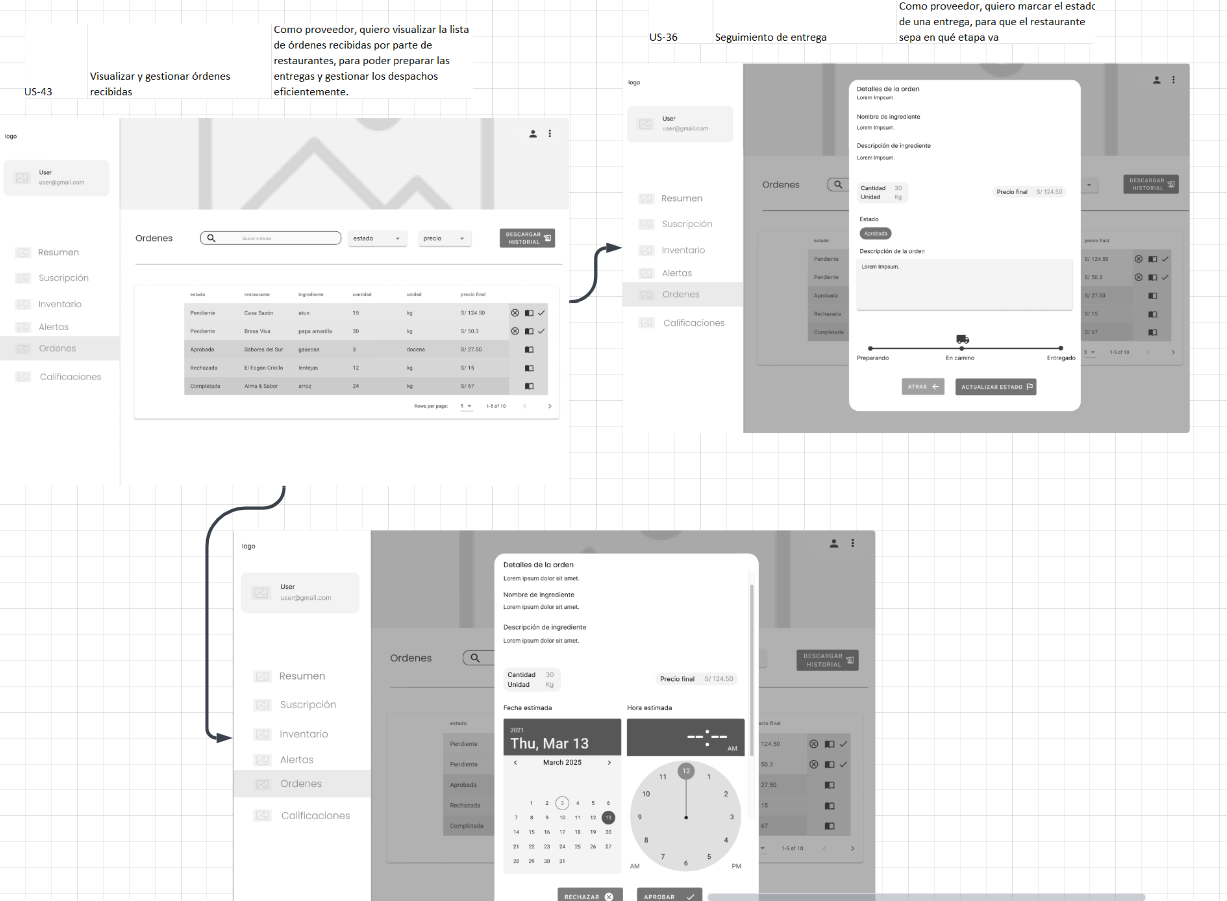 US-43
Visualizar y gestionar órdenes
recibidas
Como proveedor, quiero visualizar la lista
de órdenes recibidas por parte de
restaurantes, para poder preparar las
entregas y gestionar los despachos
eficientemente.
US-36
Seguimiento de entrega
Como proveedor, quiero marcar el estado
de una entrega, para que el restaurante
sepa en qué etapa va
logo
User
user@gmail.com
Resumen
Suscripción
Inventario
Alertas
Ordenes
Calificaciones
Ordenes
estado
precio
DESCARGAR
HISTORIAL
estado restaurante ingrediente cantidad unidad precio final
Pendiente Casa Sazón atun 15 kg S/ 124.50
Pendiente Brasa Viva papa amarilla 30 kg S/ 50.3
Aprobada Sabores del Sur gaseosa 3 docena S/ 27.50
Rechazada El Fogón Criollo lentejas 12 kg S/ 15
Completada Alma & Sabor arroz 24 kg S/ 67
Rows per page: 5 1-5 of 10
logo
User
user@gmail.com
Resumen
Suscripción
Inventario
Alertas
Ordenes
Calificaciones
Ordenes
DESCARGAR
HISTORIAL
estado
precio final
Pendiente
S/ 124.50
Pendiente
S/ 50.3
Aprobada
S/ 27.50
Rechazada
S/ 15
Completada
S/ 67
5 1-5 of 10
Detalles de la orden
Lorem Impsum.
Nombre de ingrediente
Lorem Impsum.
Descripción de ingrediente
Lorem Impsum.
Cantidad 30
Unidad Kg
Precio final S/ 124.50
Estado
Aprobada
Descripción de la orden
Lorem Impsum.
Preparando
En camino
Entregado
ATRAS
ACTUALIZAR ESTADO
logo
User
user@gmail.com
Resumen
Suscripción
Inventario
Alertas
Ordenes
Calificaciones
Ordenes
DESCARGAR
HISTORIAL
estado
precio final
Pendiente
124.50
Pendiente
50.3
Aprobada
27.50
Rechazada
15
Completada
67
1-5 of 10
Detalles de la orden
Lorem ipsum dolor sit amet.
Nombre de ingrediente
Lorem ipsum dolor sit amet.
Descripción de ingrediente
Lorem ipsum dolor sit amet.
Cantidad 30
Unidad Kg
Precio final S/ 124.50
Fecha estimada
Hora estimada
2021
Thu, Mar 13
--:--
AM
March 2025
1 2 3 4 5 6
7 8 9 10 11 12 13
14 15 16 17 18 19 20
21 22 23 24 25 26 27
28 29 30 31
12
11 1
10 2
9 3
8 4
7 5
6
AM PM
RECHAZAR
APROBAR